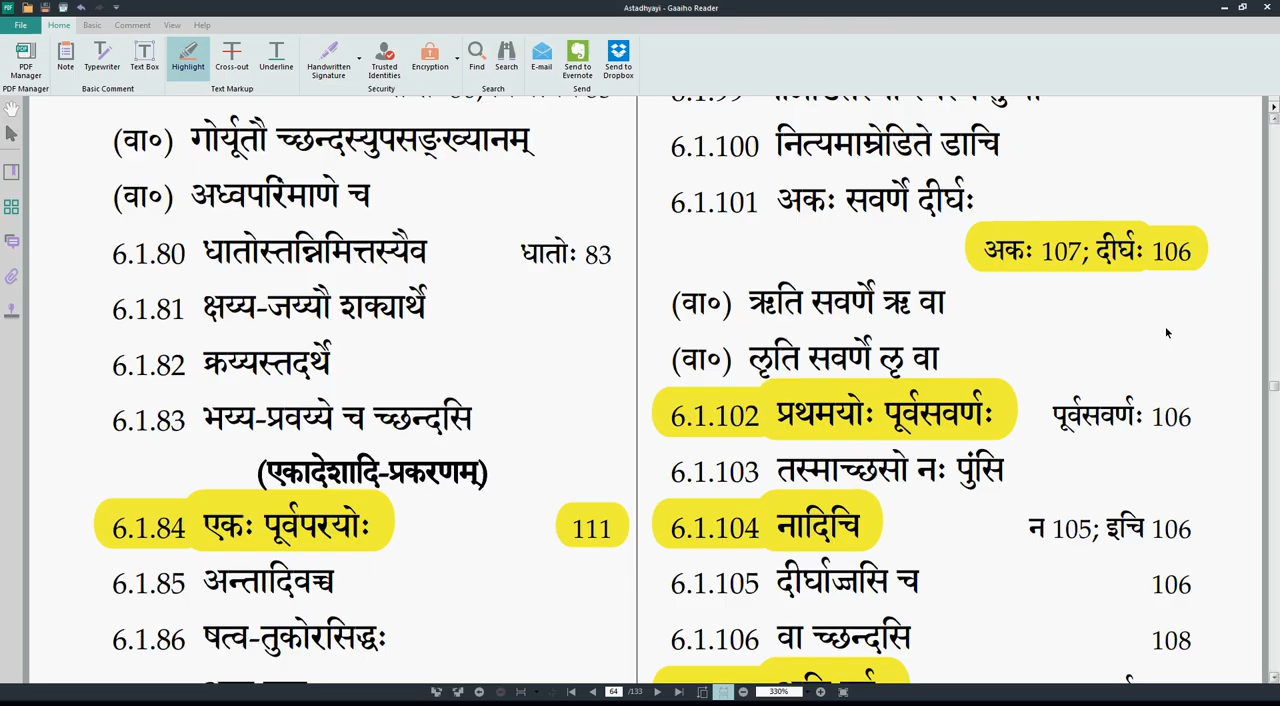 Astadhyayi - Gaaiho Reader
File Home Basic Comment View Help
PDF Manager Note Typewriter Text Box Highlight Cross-out Underline Handwritten Signature Trusted Identities Encryption Find Search E-mail Send to Evernote Send to Dropbox
PDF Manager Basic Comment Text Markup Security Search Send
(वा०) गोर्यूतौ च्छन्दस्युपसङ्ख्यानम्
(वा०) अध्वपरिमाणे च
6.1.80 धातोस्तन्निमित्तस्यैव धातोः 83
6.1.81 क्षय्य-जय्यौ शक्यार्थे
6.1.82 क्रय्यस्तदर्थे
6.1.83 भय्य-प्रवय्ये च च्छन्दसि
(एकादेशादि-प्रकरणम्)
6.1.84 एकः पूर्वपरयोः 111
6.1.85 अन्तादिवच्च
6.1.86 षत्व-तुकोरसिद्धः
6.1.99
6.1.100 नित्यमाम्रेडिते डाचि
6.1.101 अकः सवर्णे दीर्घः
अकः 107; दीर्घः 106
(वा०) ऋति सवर्णे ऋ वा
(वा०) लृति सवर्णे लृ वा
6.1.102 प्रथमयोः पूर्वसवर्णः पूर्वसवर्णः 106
6.1.103 तस्माच्छसो नः पुंसि
6.1.104 नादिचि न 105; इचि 106
6.1.105 दीर्घाज्जसि च 106
6.1.106 वा च्छन्दसि 108
64 /133 330%